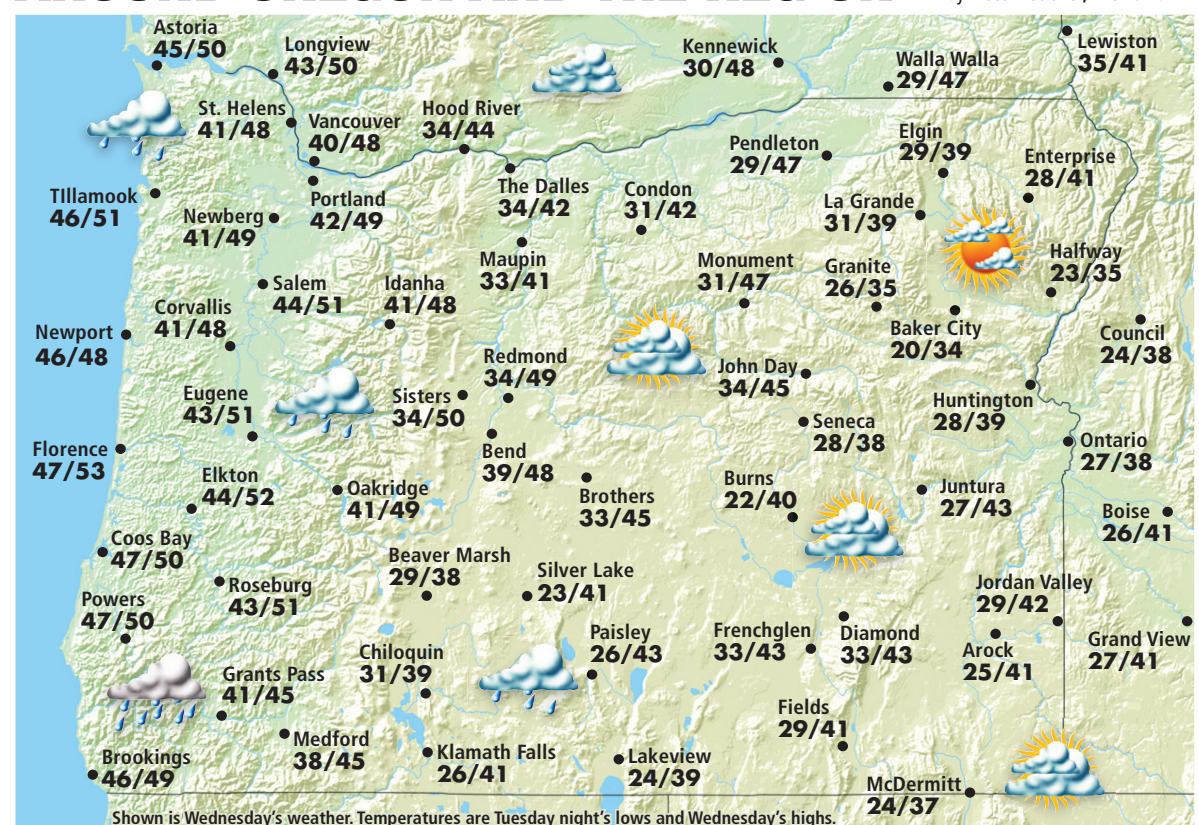 Astoria
45/50
Longview
43/50
Kennewick
30/48
Walla Walla
29/47
Lewiston
35/41
St. Helens
41/48
Vancouver
40/48
Hood River
34/44
Pendleton
29/47
Elgin
29/39
Enterprise
28/41
TIllamook
46/51
Newberg
41/49
Portland
42/49
The Dalles
34/42
Condon
31/42
La Grande
31/39
Maupin
33/41
Monument
31/47
Granite
26/35
Halfway
23/35
Salem
44/51
Idanha
41/48
Corvallis
41/48
Newport
46/48
Baker City
20/34
Council
24/38
Redmond
34/49
John Day
34/45
Eugene
43/51
Sisters
34/50
Huntington
28/39
Seneca
28/38
Florence
47/53
Bend
39/48
Ontario
27/38
Elkton
44/52
Oakridge
41/49
Brothers
33/45
Burns
22/40
Juntura
27/43
Boise
26/41
Coos Bay
47/50
Beaver Marsh
29/38
Silver Lake
23/41
Roseburg
43/51
Jordan Valley
29/42
Powers
47/50
Paisley
26/43
Frenchglen
33/43
Diamond
33/43
Arock
25/41
Grand View
27/41
Chiloquin
31/39
Grants Pass
41/45
Fields
29/41
Medford
38/45
Klamath Falls
26/41
Lakeview
24/39
Brookings
46/49
McDermitt
24/37
Shown is Wednesday's weather. Temperatures are Tuesday night's lows and Wednesday's highs.